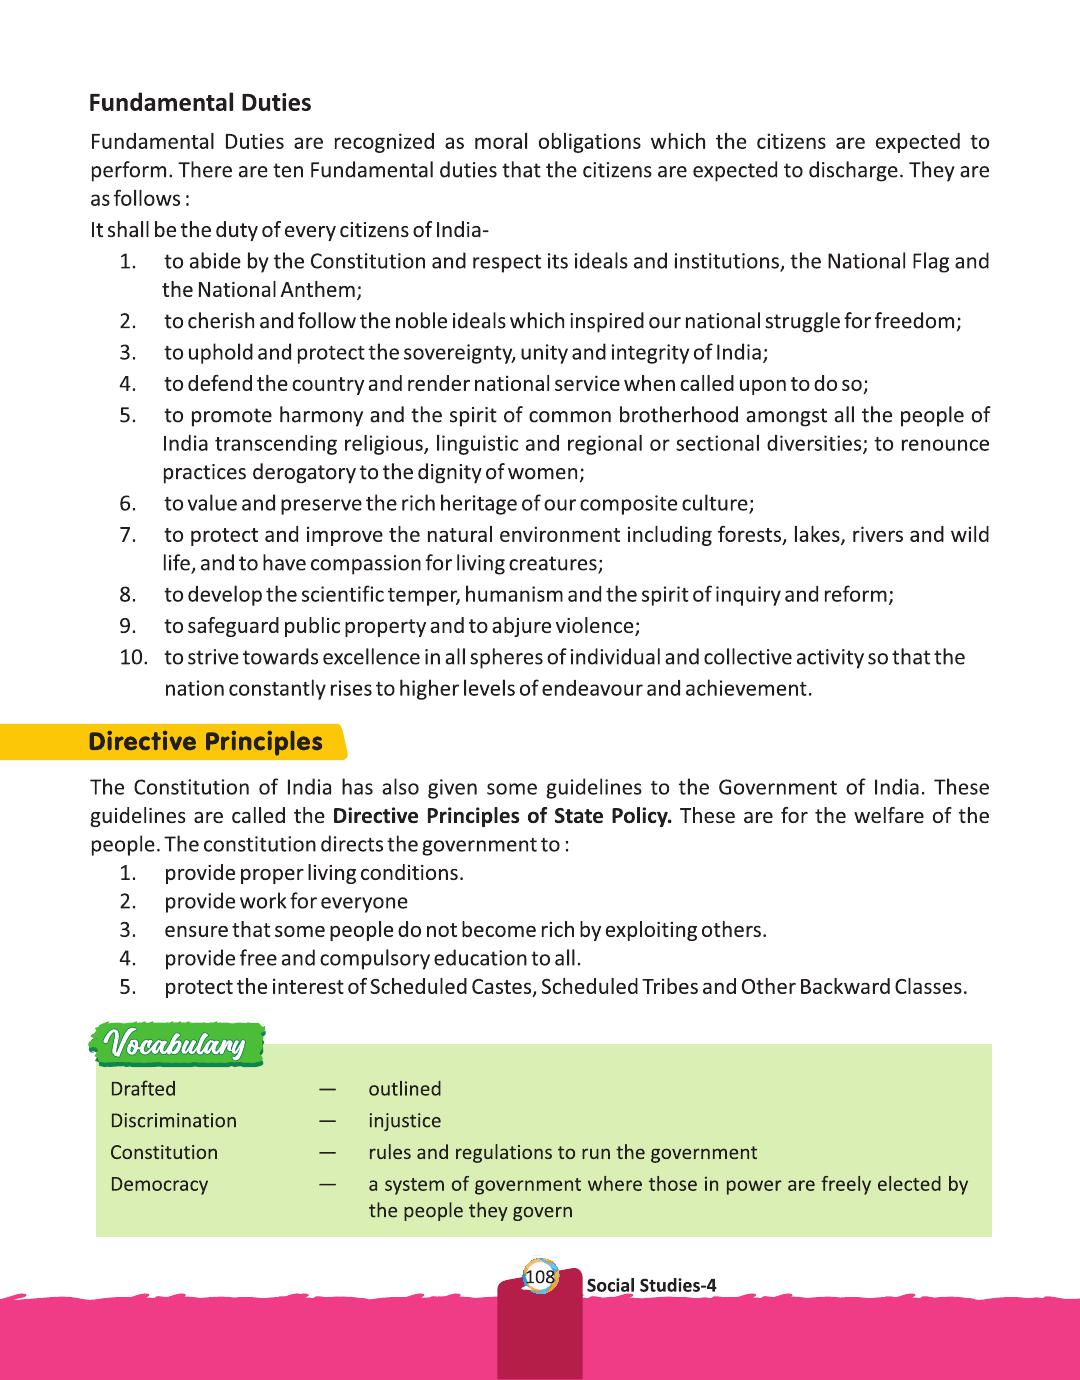 Fundamental Duties
Fundamental Duties are recognized as moral obligations which the citizens are expected to
perform. There are ten Fundamental duties that the citizens are expected to discharge. They are
as follows :
It shall be the duty of every citizens of India-
1. to abide by the Constitution and respect its ideals and institutions, the National Flag and
the National Anthem;
2. to cherish and follow the noble ideals which inspired our national struggle for freedom;
3. to uphold and protect the sovereignty, unity and integrity of India;
4. to defend the country and render national service when called upon to do so;
5. to promote harmony and the spirit of common brotherhood amongst all the people of
India transcending religious, linguistic and regional or sectional diversities; to renounce
practices derogatory to the dignity of women;
6. to value and preserve the rich heritage of our composite culture;
7. to protect and improve the natural environment including forests, lakes, rivers and wild
life, and to have compassion for living creatures;
8. to develop the scientific temper, humanism and the spirit of inquiry and reform;
9. to safeguard public property and to abjure violence;
10. to strive towards excellence in all spheres of individual and collective activity so that the
nation constantly rises to higher levels of endeavour and achievement.
Directive Principles
The Constitution of India has also given some guidelines to the Government of India. These
guidelines are called the Directive Principles of State Policy. These are for the welfare of the
people. The constitution directs the government to :
1. provide proper living conditions.
2. provide work for everyone
3. ensure that some people do not become rich by exploiting others.
4. provide free and compulsory education to all.
5. protect the interest of Scheduled Castes, Scheduled Tribes and Other Backward Classes.
Vocabulary
Drafted — outlined
Discrimination — injustice
Constitution — rules and regulations to run the government
Democracy — a system of government where those in power are freely elected by
the people they govern
108
Social Studies-4